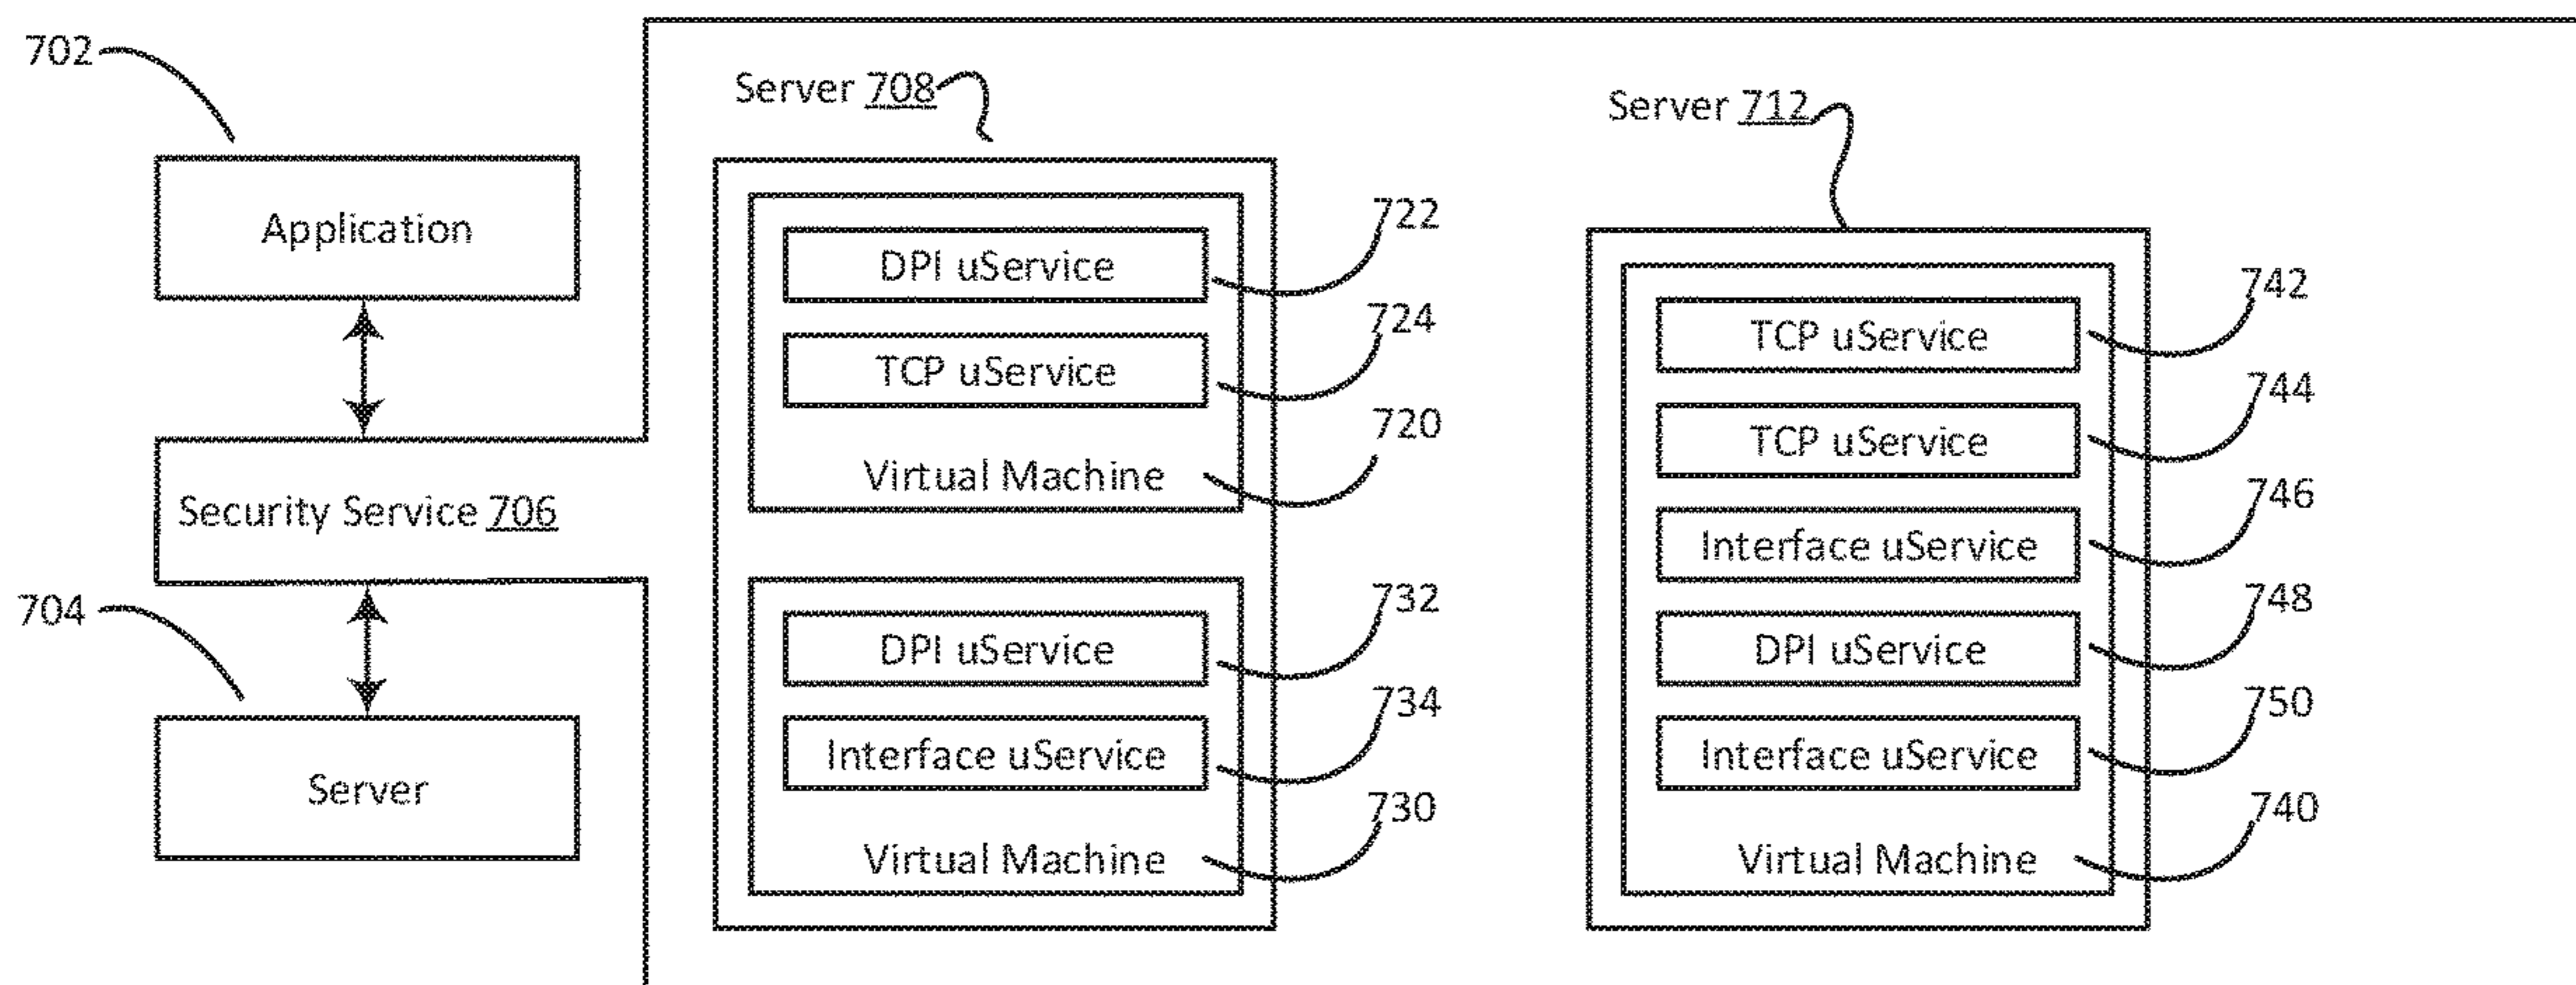 702
Application
Security Service 706
704
Server
Server 708
DPI uService
722
TCP uService
724
720
Virtual Machine
DPI uService
732
Interface uService
734
730
Virtual Machine
Server 712
TCP uService
742
TCP uService
744
Interface uService
746
DPI uService
748
Interface uService
750
740
Virtual Machine